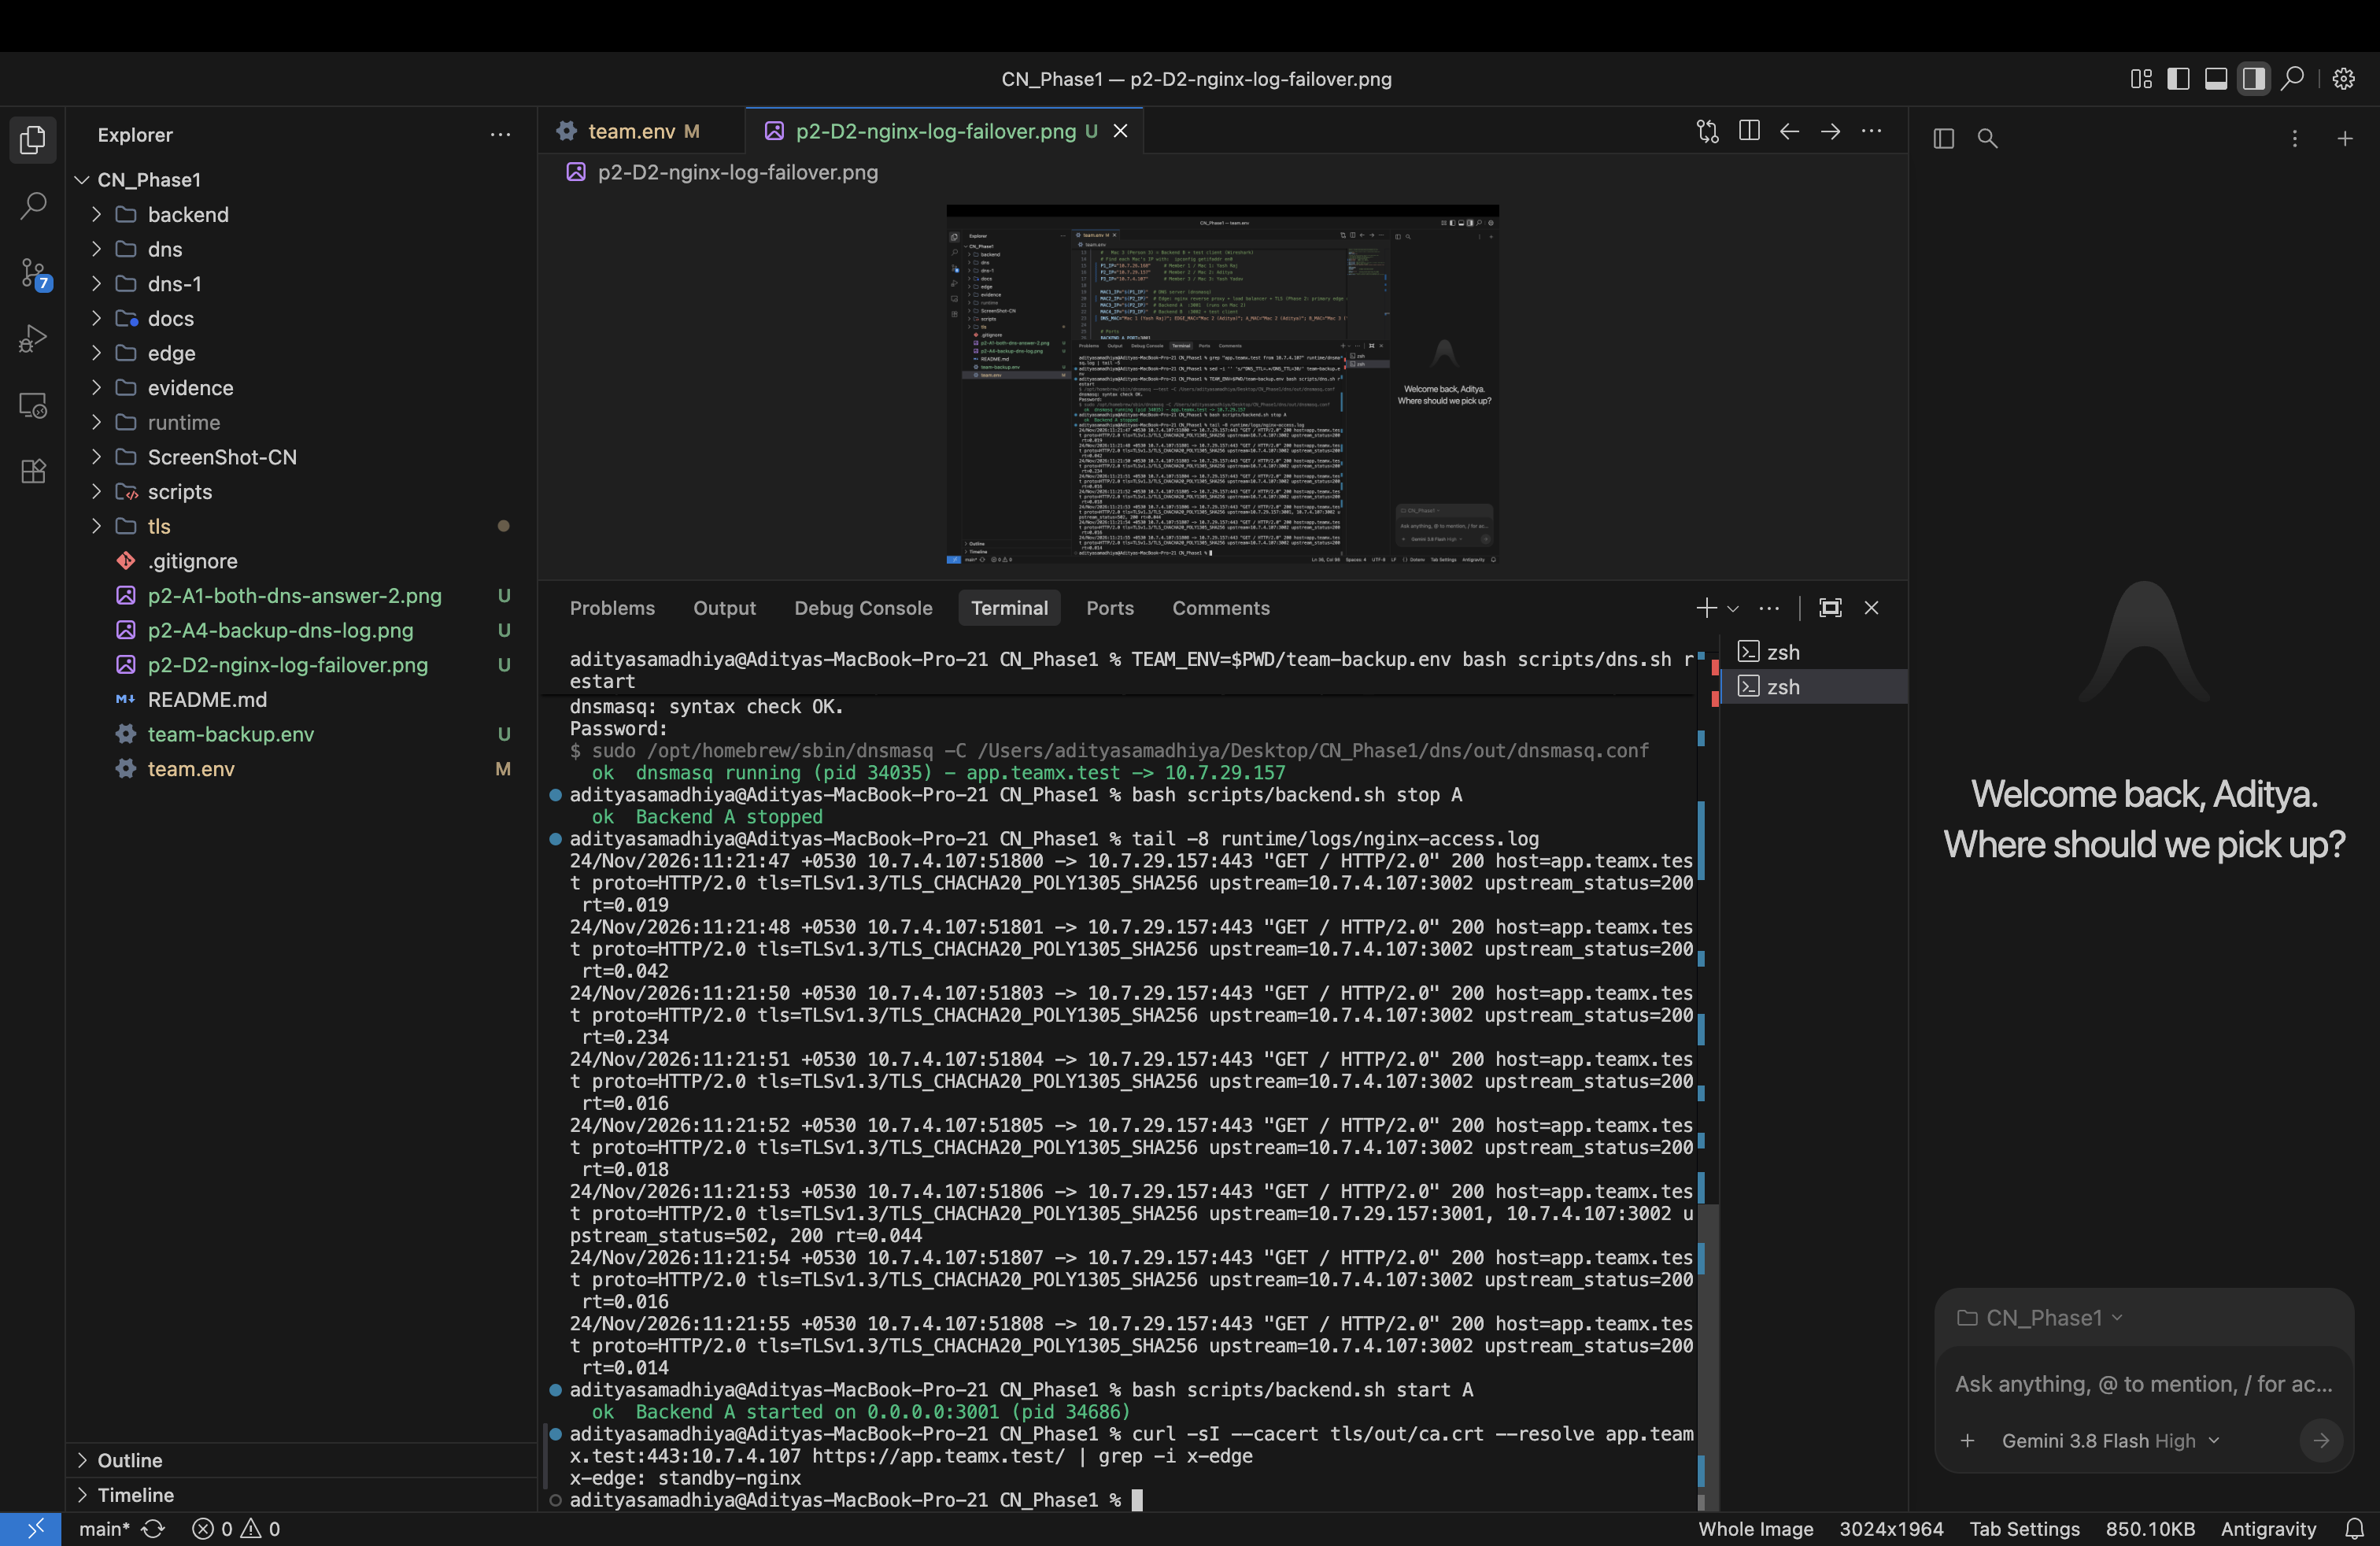 CN_Phase1 — p2-D2-nginx-log-failover.png
Explorer
CN_Phase1
backend
dns
dns-1
docs
edge
evidence
runtime
ScreenShot-CN
scripts
tls
.gitignore
p2-A1-both-dns-answer-2.png U
p2-A4-backup-dns-log.png U
p2-D2-nginx-log-failover.png U
README.md
team-backup.env U
team.env M
Outline
Timeline
7
team.env M
p2-D2-nginx-log-failover.png U
p2-D2-nginx-log-failover.png
Welcome back, Aditya.
Where should we pick up?
Problems Output Debug Console Terminal Ports Comments
zsh
zsh
adityasamadhiya@Adityas-MacBook-Pro-21 CN_Phase1 % TEAM_ENV=$PWD/team-backup.env bash scripts/dns.sh r
estart
dnsmasq: syntax check OK.
Password:
$ sudo /opt/homebrew/sbin/dnsmasq -C /Users/adityasamadhiya/Desktop/CN_Phase1/dns/out/dnsmasq.conf
ok dnsmasq running (pid 34035) - app.teamx.test -> 10.7.29.157
adityasamadhiya@Adityas-MacBook-Pro-21 CN_Phase1 % bash scripts/backend.sh stop A
ok Backend A stopped
adityasamadhiya@Adityas-MacBook-Pro-21 CN_Phase1 % tail -8 runtime/logs/nginx-access.log
24/Nov/2026:11:21:47 +0530 10.7.4.107:51800 -> 10.7.29.157:443 "GET / HTTP/2.0" 200 host=app.teamx.tes
t proto=HTTP/2.0 tls=TLSv1.3/TLS_CHACHA20_POLY1305_SHA256 upstream=10.7.4.107:3002 upstream_status=200
rt=0.019
24/Nov/2026:11:21:48 +0530 10.7.4.107:51801 -> 10.7.29.157:443 "GET / HTTP/2.0" 200 host=app.teamx.tes
t proto=HTTP/2.0 tls=TLSv1.3/TLS_CHACHA20_POLY1305_SHA256 upstream=10.7.4.107:3002 upstream_status=200
rt=0.042
24/Nov/2026:11:21:50 +0530 10.7.4.107:51803 -> 10.7.29.157:443 "GET / HTTP/2.0" 200 host=app.teamx.tes
t proto=HTTP/2.0 tls=TLSv1.3/TLS_CHACHA20_POLY1305_SHA256 upstream=10.7.4.107:3002 upstream_status=200
rt=0.234
24/Nov/2026:11:21:51 +0530 10.7.4.107:51804 -> 10.7.29.157:443 "GET / HTTP/2.0" 200 host=app.teamx.tes
t proto=HTTP/2.0 tls=TLSv1.3/TLS_CHACHA20_POLY1305_SHA256 upstream=10.7.4.107:3002 upstream_status=200
rt=0.016
24/Nov/2026:11:21:52 +0530 10.7.4.107:51805 -> 10.7.29.157:443 "GET / HTTP/2.0" 200 host=app.teamx.tes
t proto=HTTP/2.0 tls=TLSv1.3/TLS_CHACHA20_POLY1305_SHA256 upstream=10.7.4.107:3002 upstream_status=200
rt=0.018
24/Nov/2026:11:21:53 +0530 10.7.4.107:51806 -> 10.7.29.157:443 "GET / HTTP/2.0" 200 host=app.teamx.tes
t proto=HTTP/2.0 tls=TLSv1.3/TLS_CHACHA20_POLY1305_SHA256 upstream=10.7.29.157:3001, 10.7.4.107:3002 u
pstream_status=502, 200 rt=0.044
24/Nov/2026:11:21:54 +0530 10.7.4.107:51807 -> 10.7.29.157:443 "GET / HTTP/2.0" 200 host=app.teamx.tes
t proto=HTTP/2.0 tls=TLSv1.3/TLS_CHACHA20_POLY1305_SHA256 upstream=10.7.4.107:3002 upstream_status=200
rt=0.016
24/Nov/2026:11:21:55 +0530 10.7.4.107:51808 -> 10.7.29.157:443 "GET / HTTP/2.0" 200 host=app.teamx.tes
t proto=HTTP/2.0 tls=TLSv1.3/TLS_CHACHA20_POLY1305_SHA256 upstream=10.7.4.107:3002 upstream_status=200
rt=0.014
adityasamadhiya@Adityas-MacBook-Pro-21 CN_Phase1 % bash scripts/backend.sh start A
ok Backend A started on 0.0.0.0:3001 (pid 34686)
adityasamadhiya@Adityas-MacBook-Pro-21 CN_Phase1 % curl -sI --cacert tls/out/ca.crt --resolve app.team
x.test:443:10.7.4.107 https://app.teamx.test/ | grep -i x-edge
x-edge: standby-nginx
adityasamadhiya@Adityas-MacBook-Pro-21 CN_Phase1 %
Welcome back, Aditya.
Where should we pick up?
CN_Phase1
Ask anything, @ to mention, / for ac...
Gemini 3.8 Flash High
main* 0 0
Whole Image 3024x1964 Tab Settings 850.10KB Antigravity